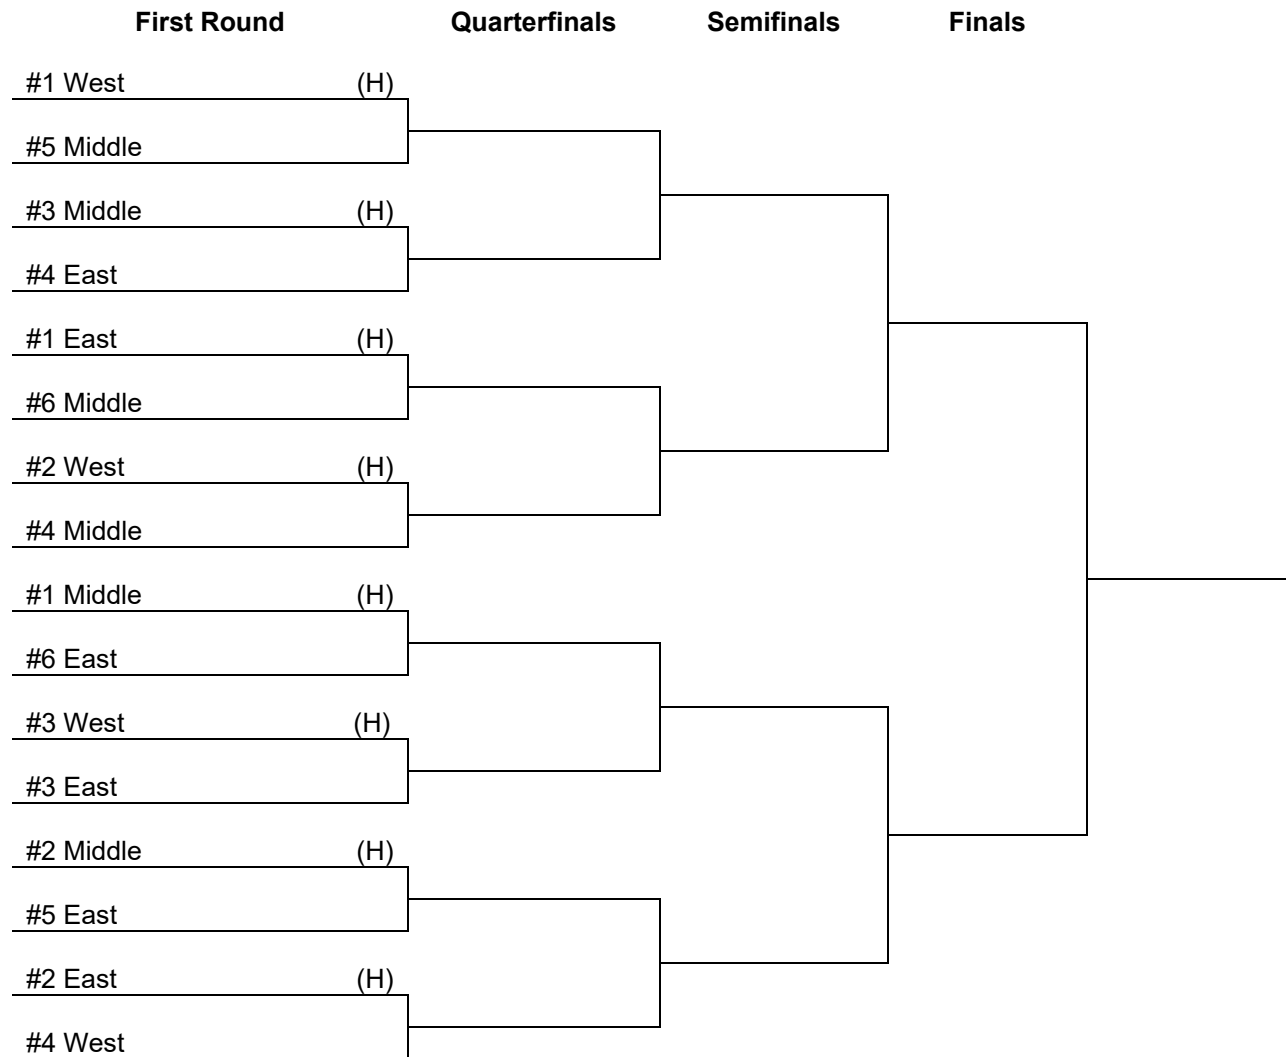 First Round Quarterfinals Semifinals Finals
#1 West (H)
#5 Middle
#3 Middle (H)
#4 East
#1 East (H)
#6 Middle
#2 West (H)
#4 Middle
#1 Middle (H)
#6 East
#3 West (H)
#3 East
#2 Middle (H)
#5 East
#2 East (H)
#4 West